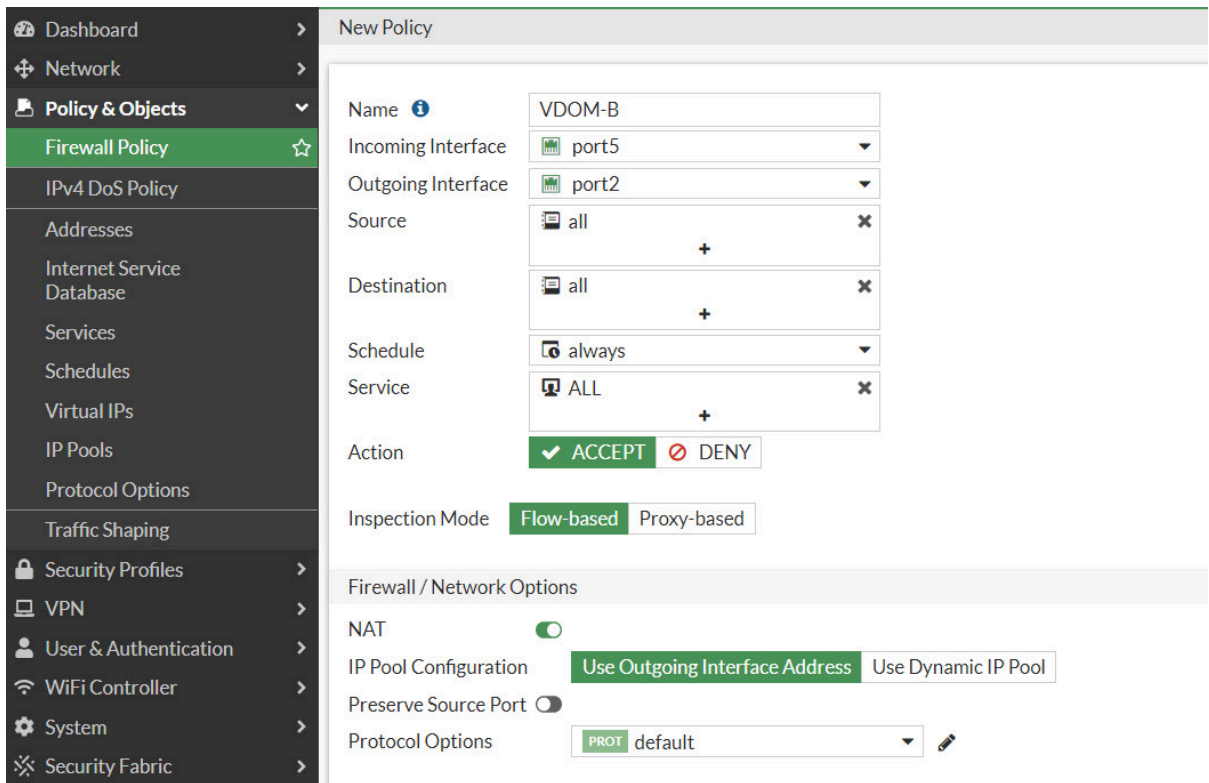 Dashboard
Network
Policy & Objects
Firewall Policy
IPv4 DoS Policy
Addresses
Internet Service
Database
Services
Schedules
Virtual IPs
IP Pools
Protocol Options
Traffic Shaping
Security Profiles
VPN
User & Authentication
WiFi Controller
System
Security Fabric
New Policy
Name VDOM-B
Incoming Interface port5
Outgoing Interface port2
Source all
+
Destination all
+
Schedule always
Service ALL
+
Action ACCEPT DENY
Inspection Mode Flow-based Proxy-based
Firewall / Network Options
NAT
IP Pool Configuration Use Outgoing Interface Address Use Dynamic IP Pool
Preserve Source Port
Protocol Options PROT default